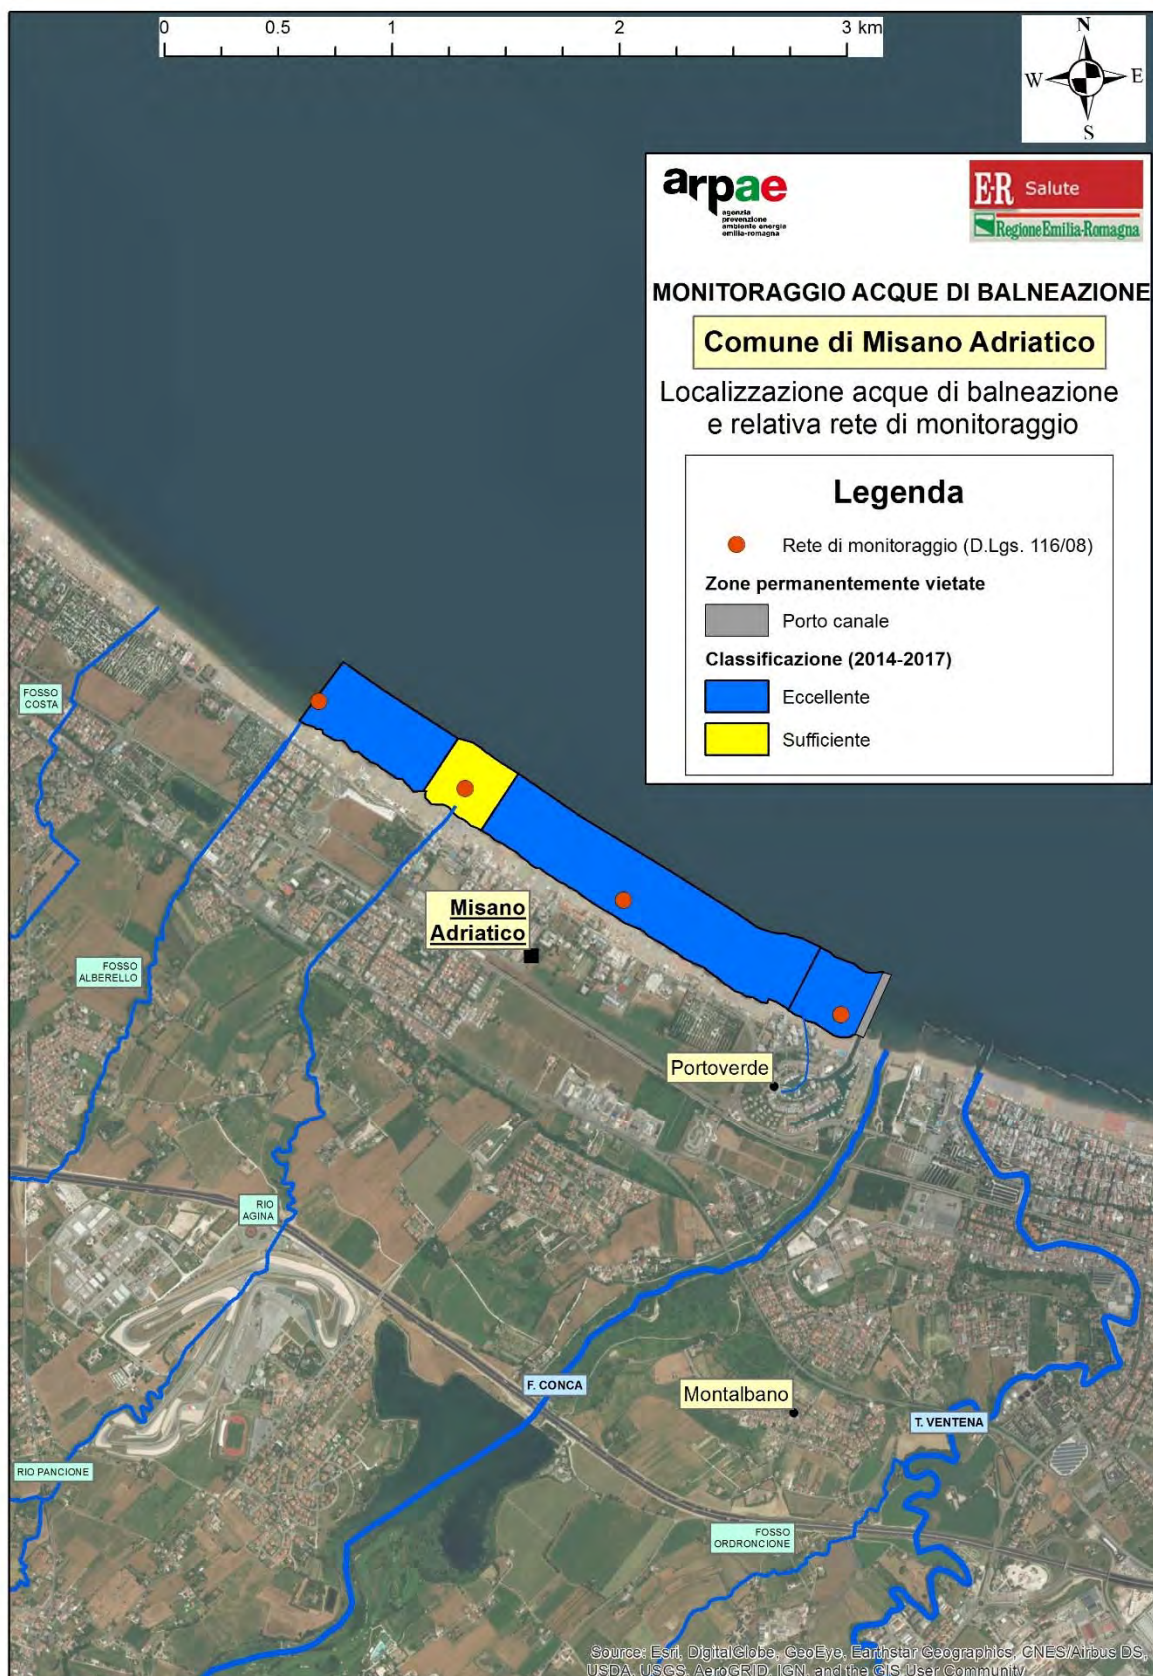 0 0.5 1 2 3 km
N
W E
S
arpae
agenzia
prevenzione
ambiente energia
emilia-romagna
E-R Salute
RegioneEmilia-Romagna
MONITORAGGIO ACQUE DI BALNEAZIONE
Comune di Misano Adriatico
Localizzazione acque di balneazione
e relativa rete di monitoraggio
Legenda
Rete di monitoraggio (D.Lgs. 116/08)
Zone permanentemente vietate
Porto canale
Classificazione (2014-2017)
Eccellente
Sufficiente
FOSSO
COSTA
Misano
Adriatico
FOSSO
ALBERELLO
Portoverde
RIO
AGINA
F. CONCA
Montalbano
T. VENTENA
RIO PANCIONE
FOSSO
ORDRONCIONE
Source: Esri, DigitalGlobe, GeoEye, Earthstar Geographics, CNES/Airbus DS,
USDA, USGS, AeroGRID, IGN, and the GIS User Community